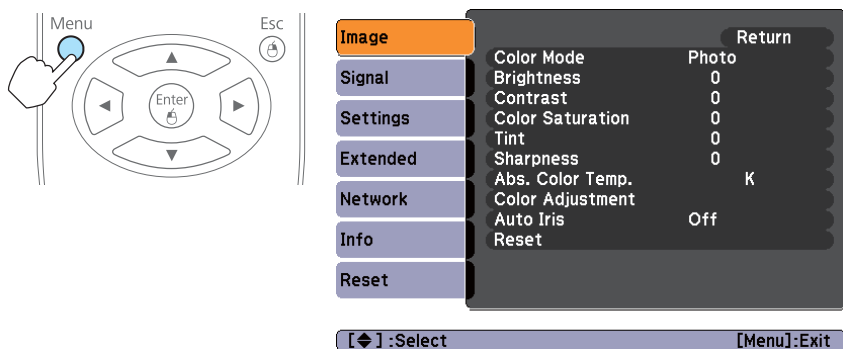 Menu
Esc
Enter
Image
Signal
Settings
Extended
Network
Info
Reset
Return
Color Mode Photo
Brightness 0
Contrast 0
Color Saturation 0
Tint 0
Sharpness 0
Abs. Color Temp. K
Color Adjustment
Auto Iris Off
Reset
[◆] :Select [Menu]:Exit